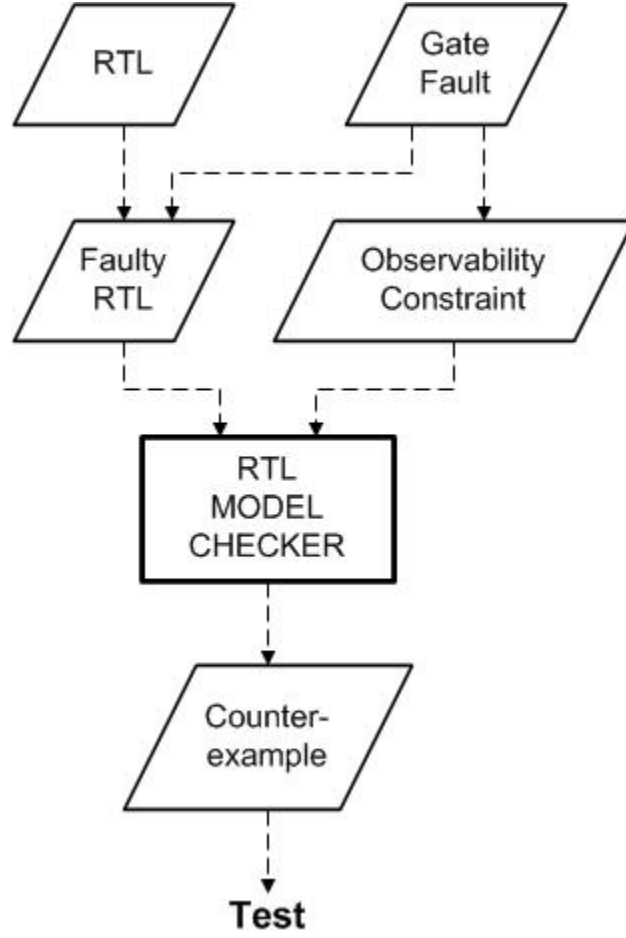 RTL
Gate
Fault
Faulty
RTL
Observability
Constraint
RTL
MODEL
CHECKER
Counter-
example
Test